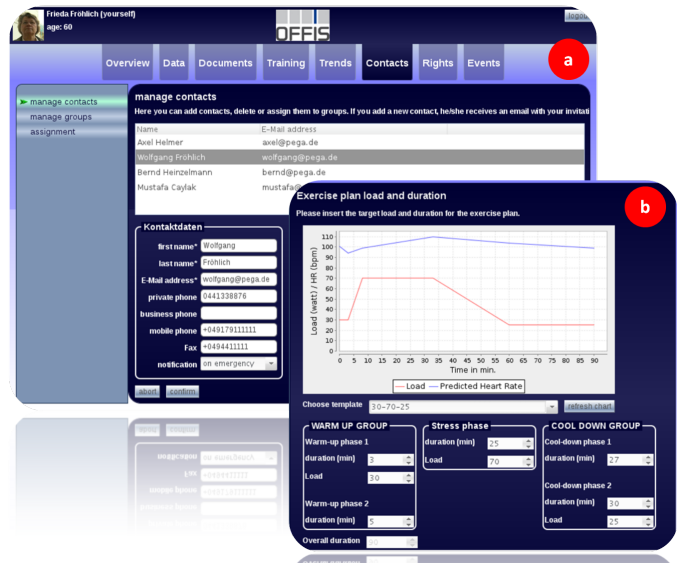 Frieda Fröhlich (yourself)
age: 60
OFFIS
logout
Overview Data Documents Training Trends Contacts Rights Events
a
manage contacts
manage groups
assignment
manage contacts
Here you can add contacts, delete or assign them to groups. If you add a new contact, he/she receives an email with your invitati
Name E-Mail address
Axel Helmer axel@pega.de
Wolfgang Fröhlich wolfgang@pega.de
Bernd Heinzelmann bernd@pega.de
Mustafa Caylak mustafa@
Kontaktdaten
first name* Wolfgang
last name* Fröhlich
E-Mail address* wolfgang@pega.de
private phone 0441338876
business phone
mobile phone +049179111111
Fax +0494411111
notification on emergency
abort confirm
b
Exercise plan load and duration
Please insert the target load and duration for the exercise plan.
Load (watt) / HR (bpm)
110
100
90
80
70
60
50
40
30
20
10
0
0 5 10 15 20 25 30 35 40 45 50 55 60 65 70 75 80 85 90
Time in min.
Load Predicted Heart Rate
Choose template 30-70-25 refresh chart
WARM UP GROUP
Warm-up phase 1
duration (min) 3
Load 30
Warm-up phase 2
duration (min) 5
Stress phase
duration (min) 25
Load 70
COOL DOWN GROUP
Cool-down phase 1
duration (min) 27
Cool-down phase 2
duration (min) 30
Load 25
Overall duration 90